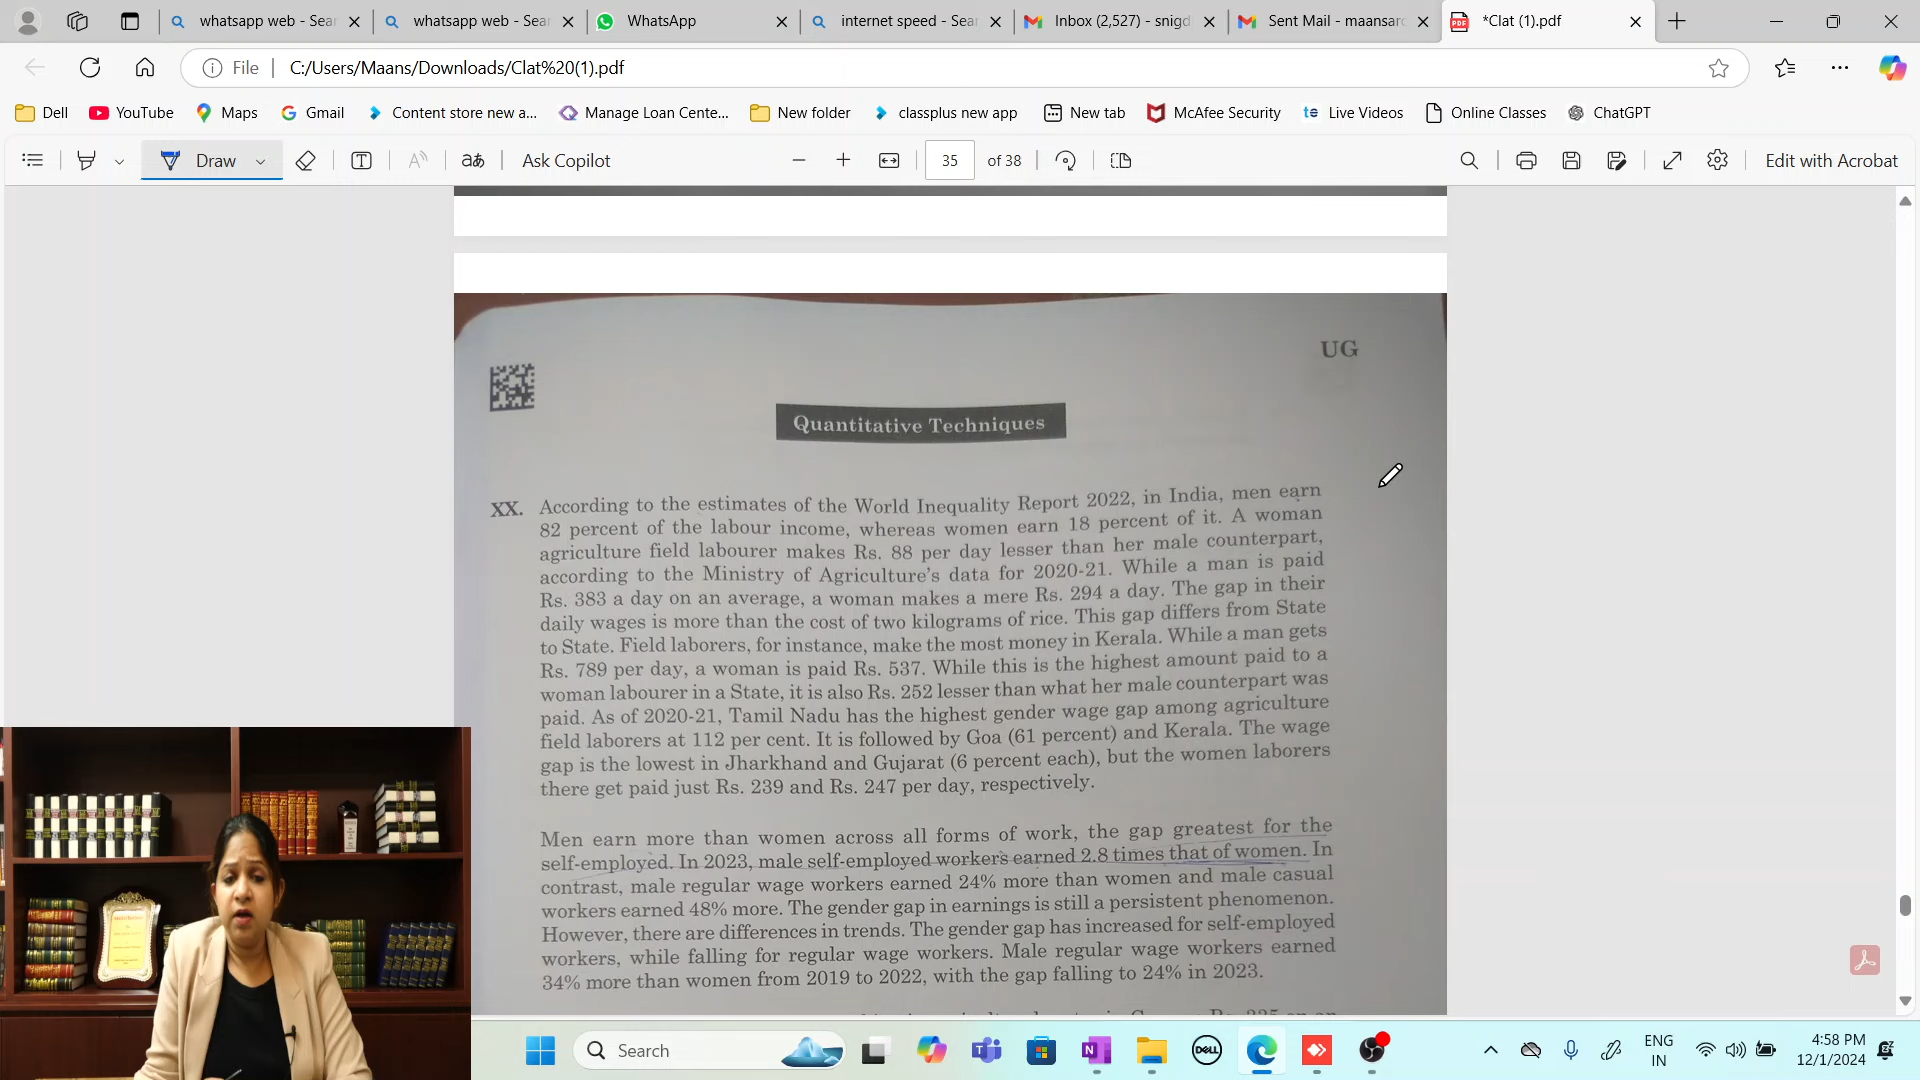 whatsapp web - Sear
whatsapp web - Sear
WhatsApp
internet speed - Sear
Inbox (2,527) - snigd
Sent Mail - maansarc
*Clat (1).pdf
File
C:/Users/Maans/Downloads/Clat%20(1).pdf
Dell
YouTube
Maps
Gmail
Content store new a...
Manage Loan Cente...
New folder
classplus new app
New tab
McAfee Security
Live Videos
Online Classes
ChatGPT
Draw
Ask Copilot
35 of 38
Edit with Acrobat
UG
Quantitative Techniques
XX. According to the estimates of the World Inequality Report 2022, in India, men earn
82 percent of the labour income, whereas women earn 18 percent of it. A woman
agriculture field labourer makes Rs. 88 per day lesser than her male counterpart,
according to the Ministry of Agriculture's data for 2020-21. While a man is paid
Rs. 383 a day on an average, a woman makes a mere Rs. 294 a day. The gap in their
daily wages is more than the cost of two kilograms of rice. This gap differs from State
to State. Field laborers, for instance, make the most money in Kerala. While a man gets
Rs. 789 per day, a woman is paid Rs. 537. While this is the highest amount paid to a
woman labourer in a State, it is also Rs. 252 lesser than what her male counterpart was
paid. As of 2020-21, Tamil Nadu has the highest gender wage gap among agriculture
field laborers at 112 per cent. It is followed by Goa (61 percent) and Kerala. The wage
gap is the lowest in Jharkhand and Gujarat (6 percent each), but the women laborers
there get paid just Rs. 239 and Rs. 247 per day, respectively.
Men earn more than women across all forms of work, the gap greatest for the
self-employed. In 2023, male self-employed workers earned 2.8 times that of women. In
contrast, male regular wage workers earned 24% more than women and male casual
workers earned 48% more. The gender gap in earnings is still a persistent phenomenon.
However, there are differences in trends. The gender gap has increased for self-employed
workers, while falling for regular wage workers. Male regular wage workers earned
34% more than women from 2019 to 2022, with the gap falling to 24% in 2023.
Search
ENG
IN
4:58 PM
12/1/2024